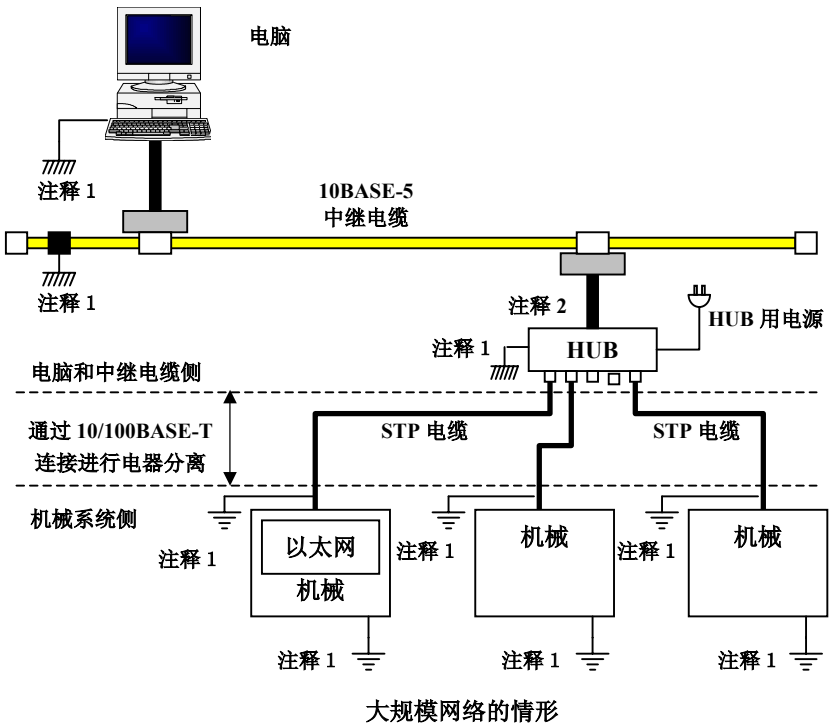 电脑
注释 1
10BASE-5
中继电缆
注释 1
注释 2
HUB 用电源
注释 1
HUB
电脑和中继电缆侧
通过 10/100BASE-T
连接进行电器分离
STP 电缆
STP 电缆
机械系统侧
注释 1
以太网
机械
注释 1
机械
注释 1
机械
注释 1
注释 1
注释 1
大规模网络的情形